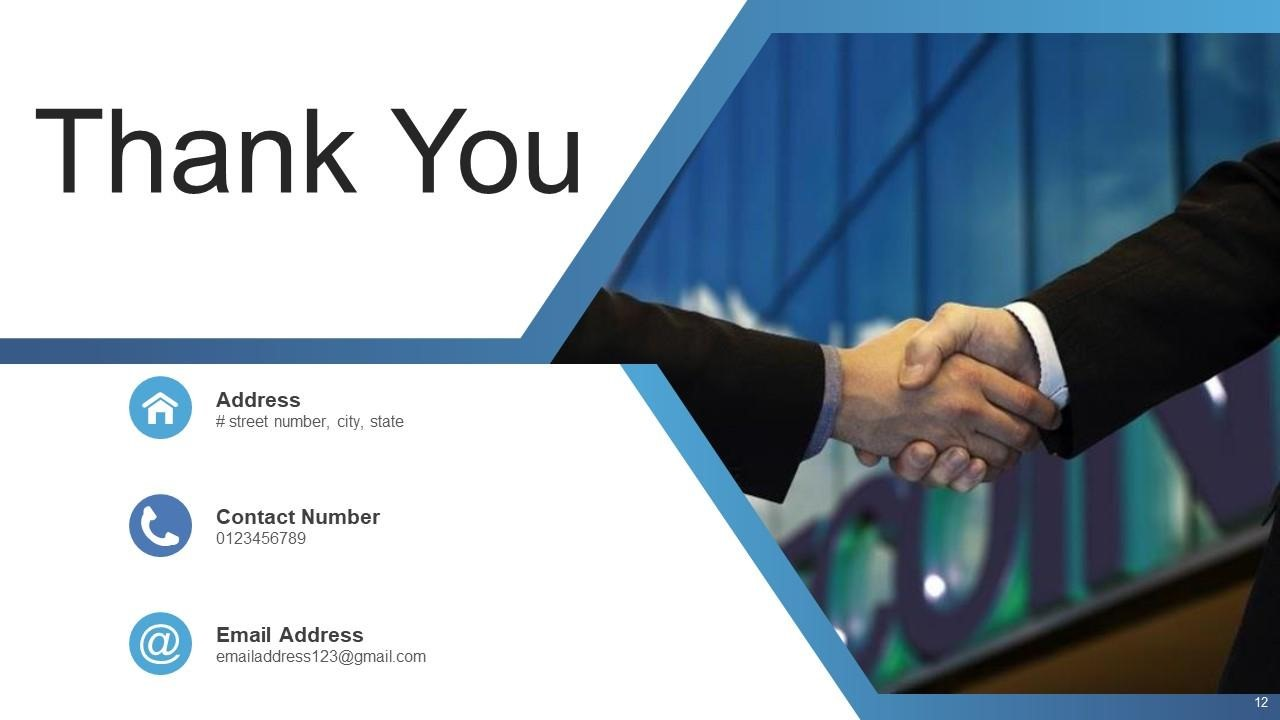 Thank You
Address
# street number, city, state
Contact Number
0123456789
Email Address
emailaddress123@gmail.com
12